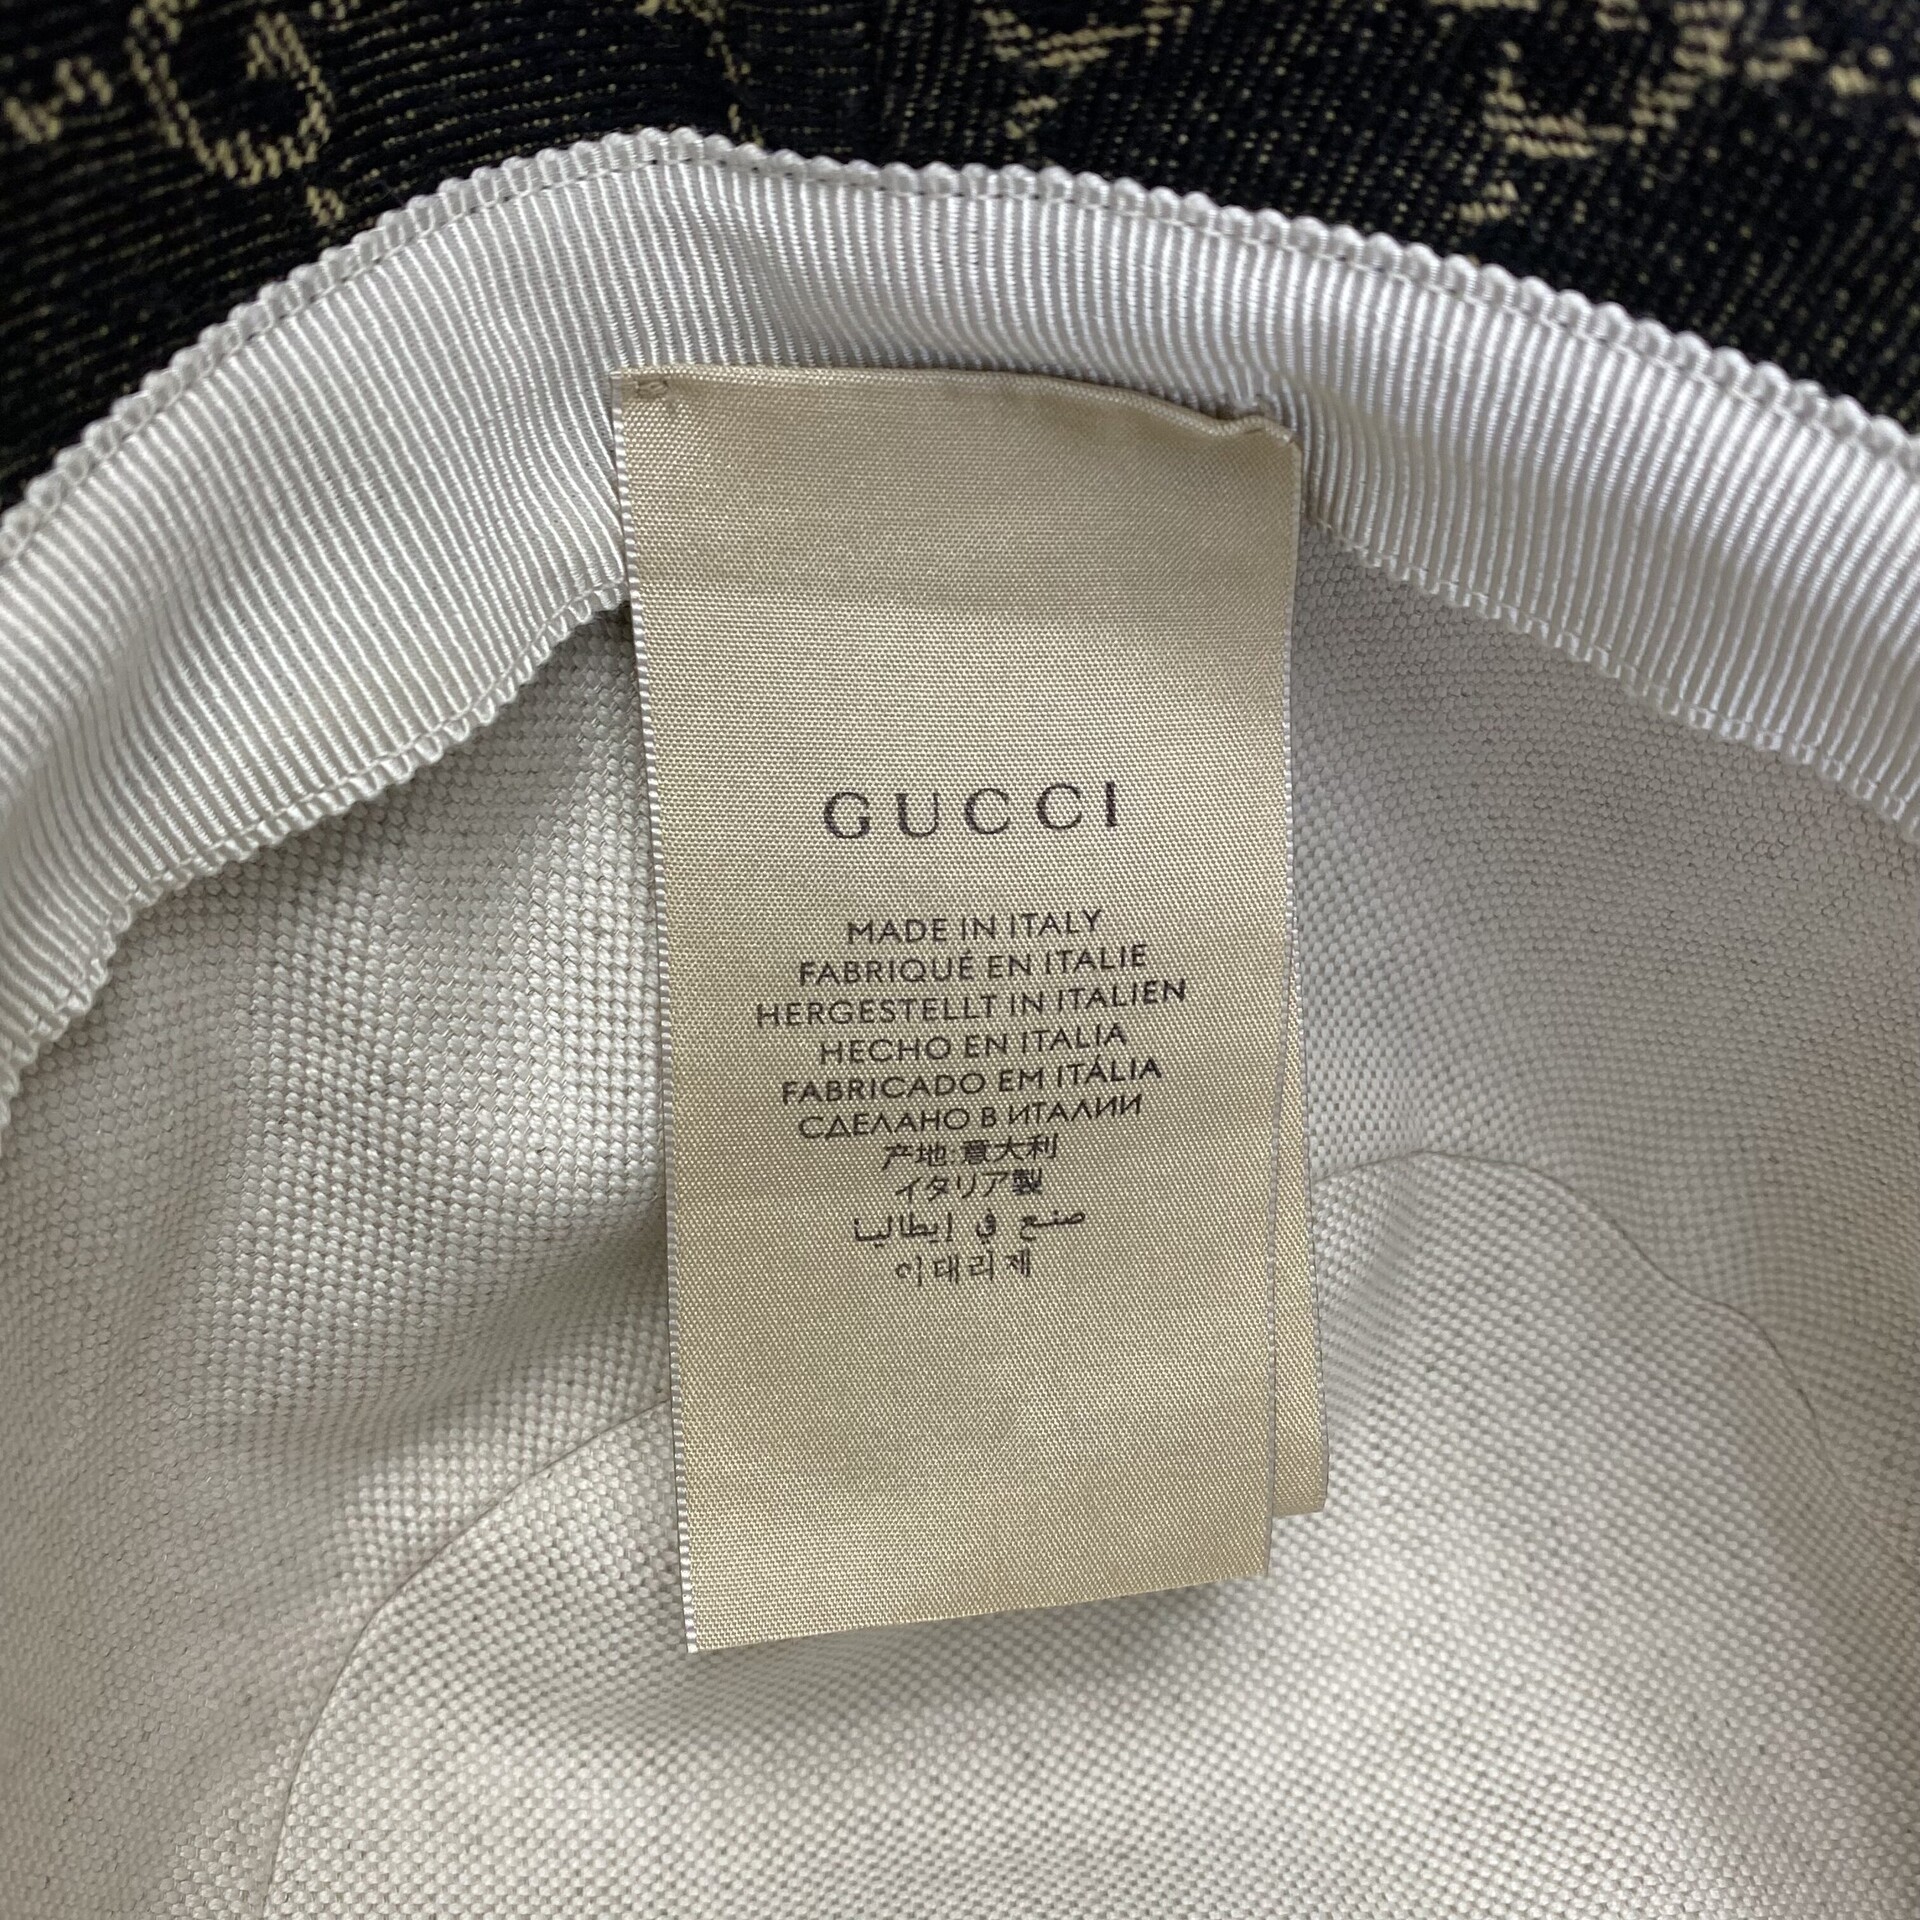 GUCCI
MADE IN ITALY
FABRIQUÉ EN ITALIE
HERGESTELLT IN ITALIEN
HECHO EN ITALIA
FABRICADO EM ITÁLIA
СДЕЛАНО В ИТАЛИИ
产地:意大利
イタリア製
صنع في إيطاليا
이태리제